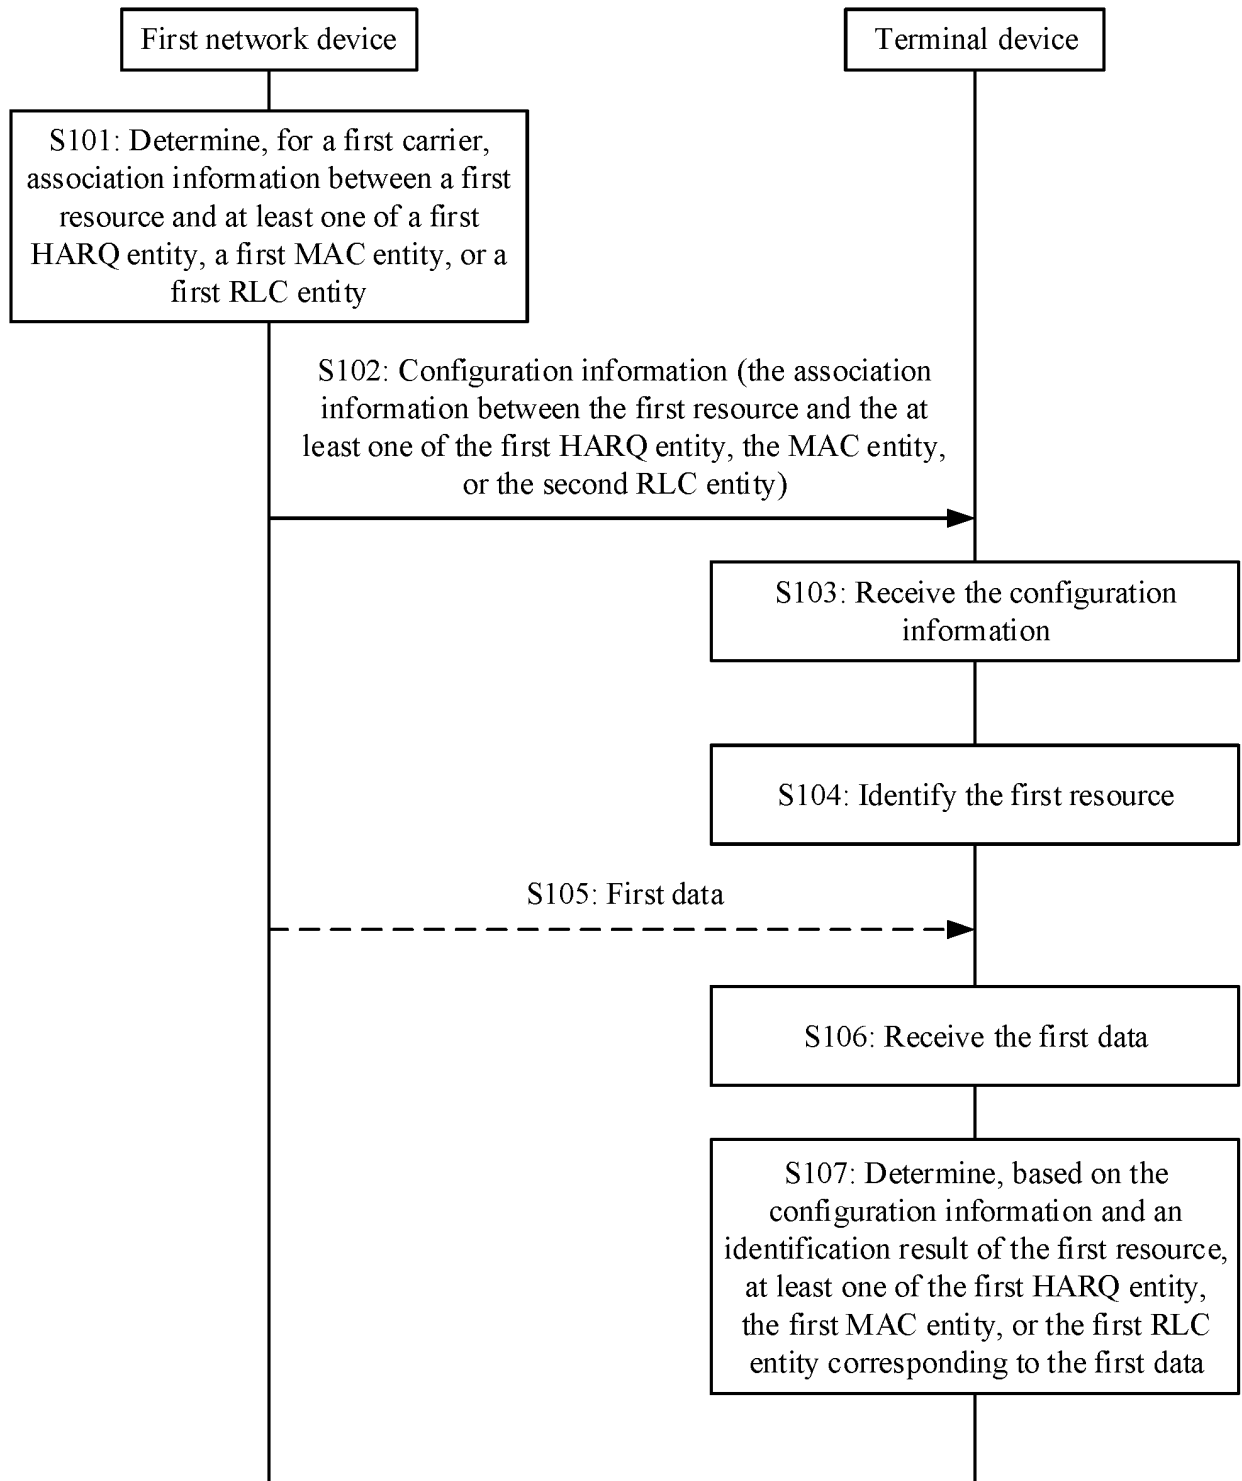 First network device
Terminal device
S101: Determine, for a first carrier,
association information between a first
resource and at least one of a first
HARQ entity, a first MAC entity, or a
first RLC entity
S102: Configuration information (the association
information between the first resource and the at
least one of the first HARQ entity, the MAC entity,
or the second RLC entity)
S103: Receive the configuration
information
S104: Identify the first resource
S105: First data
S106: Receive the first data
S107: Determine, based on the
configuration information and an
identification result of the first resource,
at least one of the first HARQ entity,
the first MAC entity, or the first RLC
entity corresponding to the first data